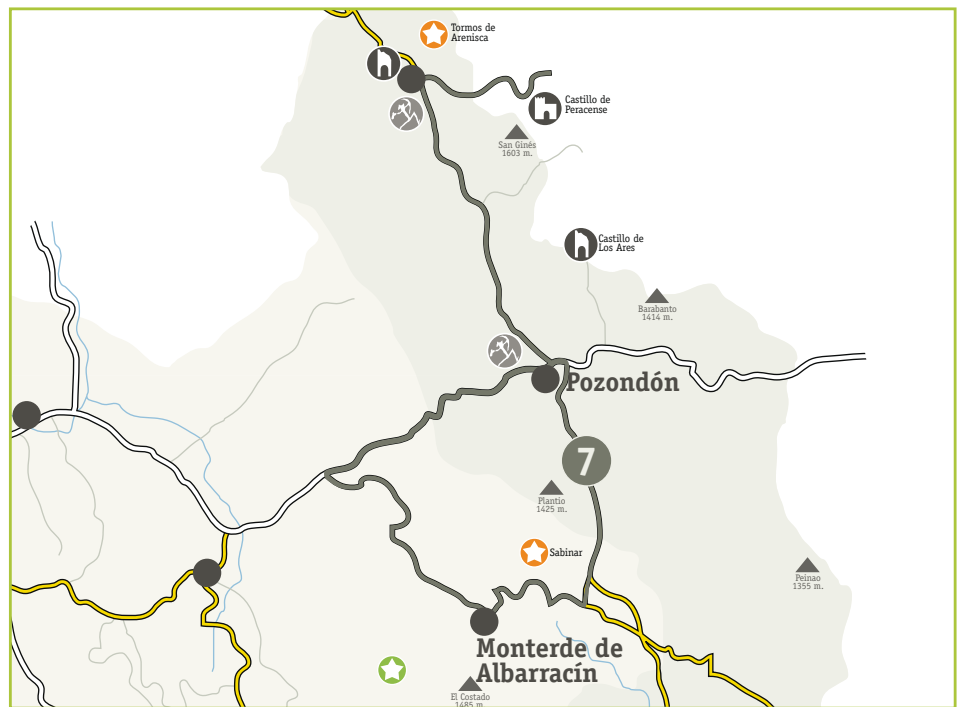 Tormos de
Arenisca
Castillo de
Peracense
San Ginés
1603 m.
Castillo de
Los Ares
Barabanto
1414 m.
Pozondón
7
Plantío
1425 m.
Sabinar
Peinao
1355 m.
Monterde de
Albarracín
El Costado
1485 m.